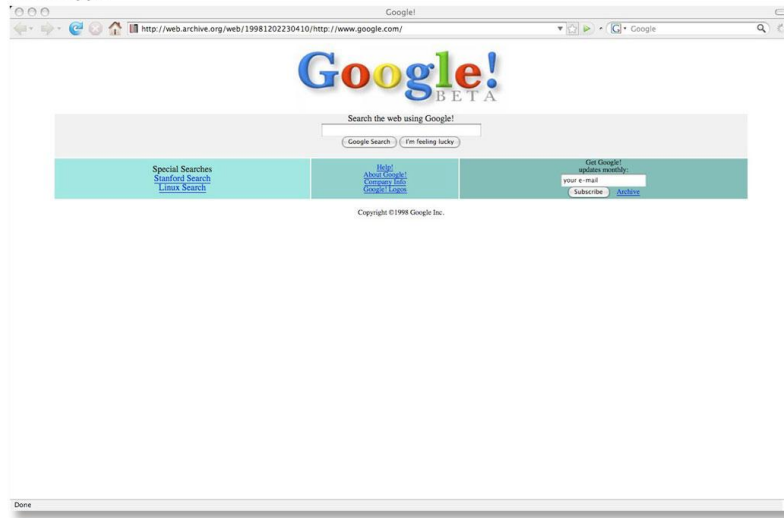 Google!
http://web.archive.org/web/19981202230410/http://www.google.com/
G Google
Google!
BETA
Search the web using Google!
Google Search I'm feeling lucky
Special Searches
Stanford Search
Linux Search
Help!
About Google!
Company Info
Google! Logos
Get Google!
updates monthly:
your e-mail
Subscribe Archive
Copyright ©1998 Google Inc.
Done